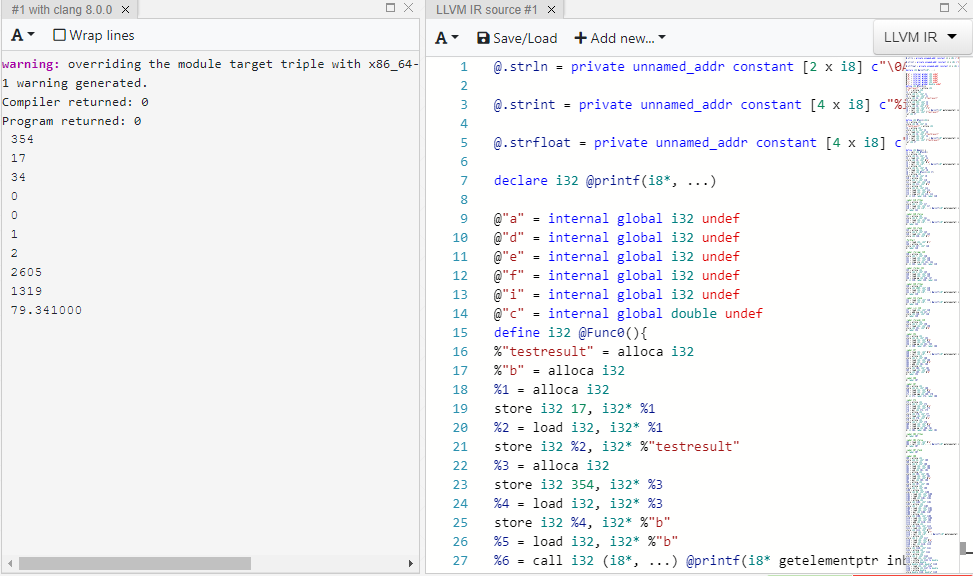 #1 with clang 8.0.0
A
Wrap lines
warning: overriding the module target triple with x86_64-
1 warning generated.
Compiler returned: 0
Program returned: 0
354
17
34
0
0
1
2
2605
1319
79.341000
LLVM IR source #1
A
Save/Load
Add new...
LLVM IR
1 @.strln = private unnamed_addr constant [2 x i8] c"\0A
2
3 @.strint = private unnamed_addr constant [4 x i8] c"%i
4
5 @.strfloat = private unnamed_addr constant [4 x i8] c"
6
7 declare i32 @printf(i8*, ...)
8
9 @"a" = internal global i32 undef
10 @"d" = internal global i32 undef
11 @"e" = internal global i32 undef
12 @"f" = internal global i32 undef
13 @"i" = internal global i32 undef
14 @"c" = internal global double undef
15 define i32 @Func0(){
16 %"testresult" = alloca i32
17 %"b" = alloca i32
18 %1 = alloca i32
19 store i32 17, i32* %1
20 %2 = load i32, i32* %1
21 store i32 %2, i32* %"testresult"
22 %3 = alloca i32
23 store i32 354, i32* %3
24 %4 = load i32, i32* %3
25 store i32 %4, i32* %"b"
26 %5 = load i32, i32* %"b"
27 %6 = call i32 (i8*, ...) @printf(i8* getelementptr in